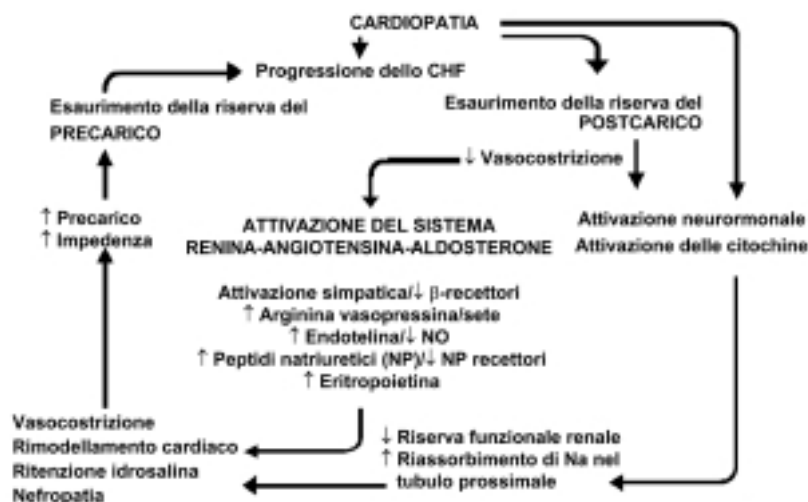 CARDIOPATIA
Progressione dello CHF
Esaurimento della riserva del
PRECARICO
Esaurimento della riserva del
POSTCARICO
↓ Vasocostrizione
↑ Precarico
↑ Impedenza
ATTIVAZIONE DEL SISTEMA
RENINA-ANGIOTENSINA-ALDOSTERONE
Attivazione neurormonale
Attivazione delle citochine
Attivazione simpatica/↓ β-recettori
↑ Arginina vasopressina/sete
↑ Endotelina/↓ NO
↑ Peptidi natriuretici (NP)/↓ NP recettori
↑ Eritropoietina
Vasocostrizione
Rimodellamento cardiaco
Ritenzione idrosalina
Nefropatia
↓ Riserva funzionale renale
↑ Riassorbimento di Na nel
tubulo prossimale